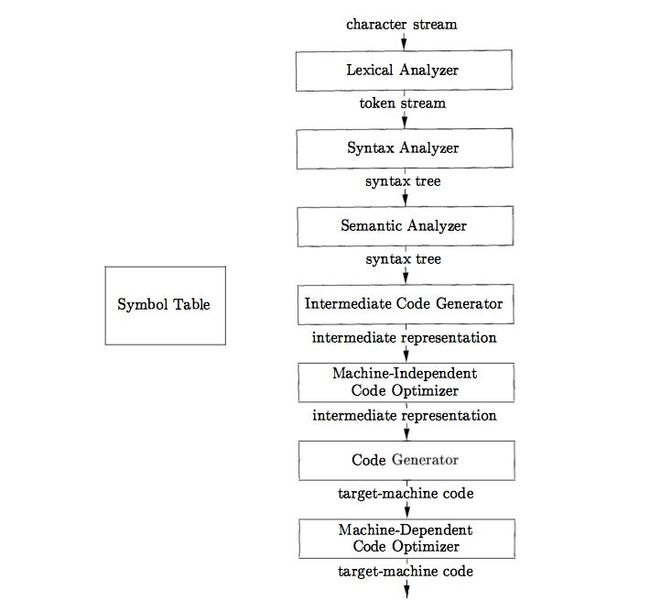 character stream
Lexical Analyzer
token stream
Syntax Analyzer
syntax tree
Semantic Analyzer
syntax tree
Symbol Table
Intermediate Code Generator
intermediate representation
Machine-Independent
Code Optimizer
intermediate representation
Code Generator
target-machine code
Machine-Dependent
Code Optimizer
target-machine code